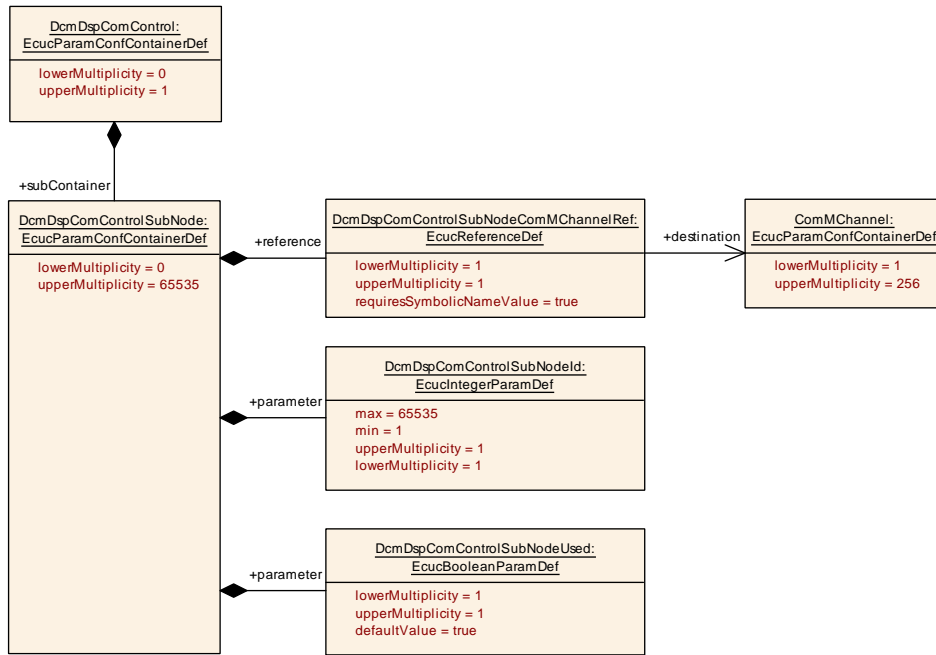 DcmDspComControl:
EcucParamConfContainerDef
lowerMultiplicity = 0
upperMultiplicity = 1
+subContainer
DcmDspComControlSubNode:
EcucParamConfContainerDef
lowerMultiplicity = 0
upperMultiplicity = 65535
+reference
DcmDspComControlSubNodeComMChannelRef:
EcucReferenceDef
lowerMultiplicity = 1
upperMultiplicity = 1
requiresSymbolicNameValue = true
+destination
ComMChannel:
EcucParamConfContainerDef
lowerMultiplicity = 1
upperMultiplicity = 256
+parameter
DcmDspComControlSubNodeId:
EcucIntegerParamDef
max = 65535
min = 1
upperMultiplicity = 1
lowerMultiplicity = 1
+parameter
DcmDspComControlSubNodeUsed:
EcucBooleanParamDef
lowerMultiplicity = 1
upperMultiplicity = 1
defaultValue = true